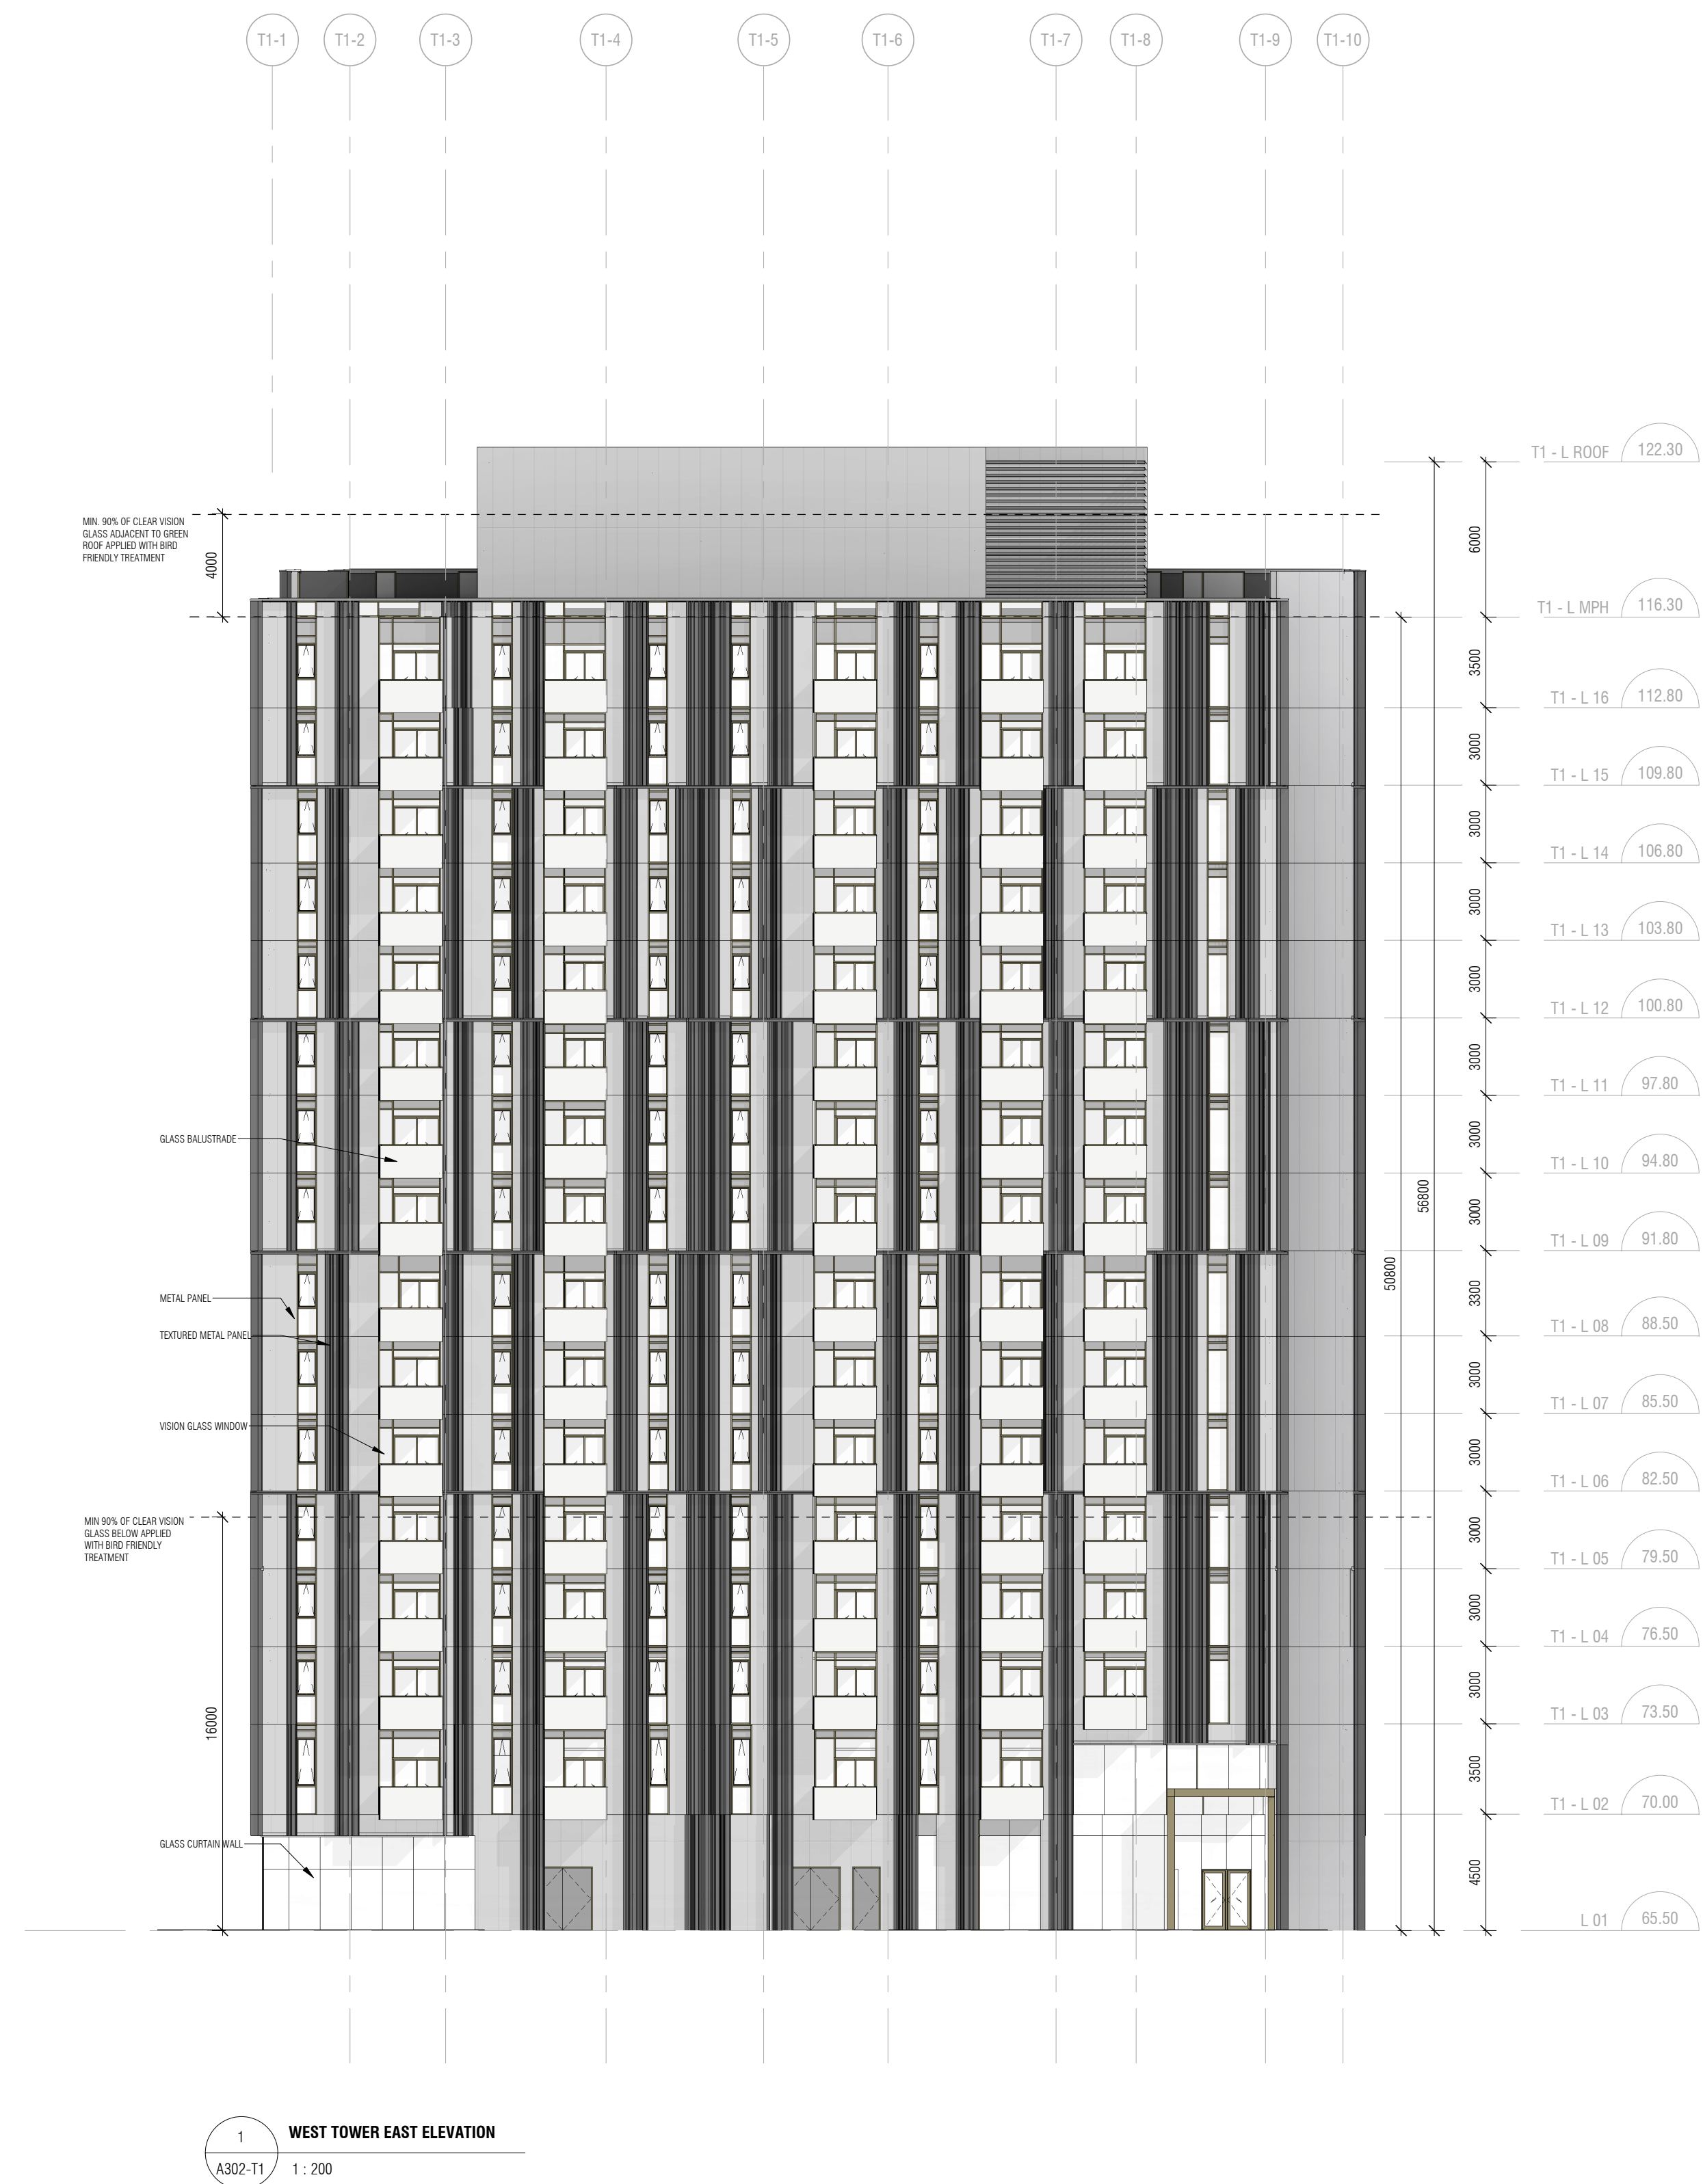 T1-1 T1-2 T1-3 T1-4 T1-5 T1-6 T1-7 T1-8 T1-9 T1-10
T1 - L ROOF 122.30
MIN. 90% OF CLEAR VISION
GLASS ADJACENT TO GREEN
ROOF APPLIED WITH BIRD
FRIENDLY TREATMENT
4000
6000
T1 - L MPH 116.30
3500
T1 - L 16 112.80
3000
T1 - L 15 109.80
3000
T1 - L 14 106.80
3000
T1 - L 13 103.80
3000
T1 - L 12 100.80
3000
T1 - L 11 97.80
GLASS BALUSTRADE
3000
T1 - L 10 94.80
56800
3000
T1 - L 09 91.80
50800
METAL PANEL
3300
T1 - L 08 88.50
TEXTURED METAL PANEL
3000
T1 - L 07 85.50
VISION GLASS WINDOW
3000
T1 - L 06 82.50
MIN 90% OF CLEAR VISION
GLASS BELOW APPLIED
WITH BIRD FRIENDLY
TREATMENT
3000
T1 - L 05 79.50
3000
T1 - L 04 76.50
16000
3000
T1 - L 03 73.50
3500
T1 - L 02 70.00
GLASS CURTAIN WALL
4500
L 01 65.50
1 WEST TOWER EAST ELEVATION
A302-T1 1 : 200